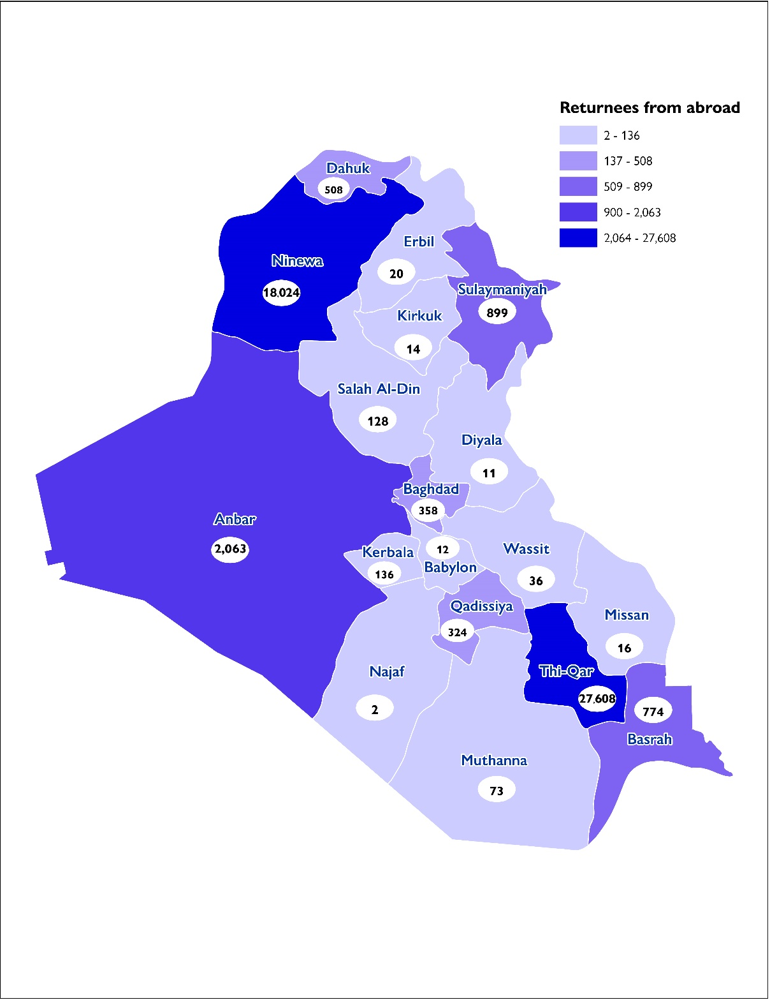 Returnees from abroad
2 - 136
137 - 508
509 - 899
900 - 2,063
2,064 - 27,608
Dahuk
508
Ninewa
18,024
Erbil
20
Sulaymaniyah
899
Kirkuk
14
Salah Al-Din
128
Diyala
11
Baghdad
358
Anbar
2,063
Kerbala
136
12
Babylon
Wassit
36
Qadissiya
324
Missan
16
Najaf
2
Thi-Qar
27,608
774
Basrah
Muthanna
73